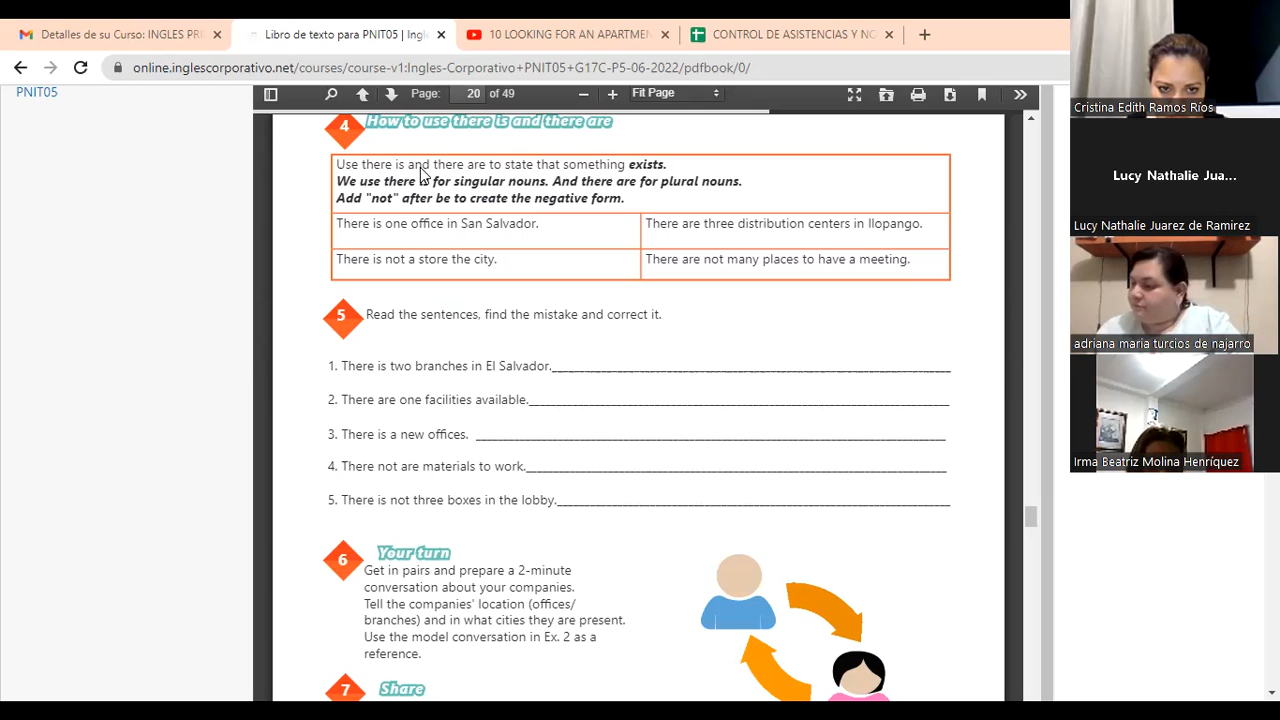 Detalles de su Curso: INGLES PRI
Libro de texto para PNIT05 | Ingl
10 LOOKING FOR AN APARTMEN
CONTROL DE ASISTENCIAS Y NO
online.inglescorporativo.net/courses/course-v1:Ingles-Corporativo+PNIT05+G17C-P5-06-2022/pdfbook/0/
PNIT05
Page: 20 of 49
Fit Page
4 How to use there is and there are
Use there is and there are to state that something exists.
We use there is for singular nouns. And there are for plural nouns.
Add "not" after be to create the negative form.
There is one office in San Salvador.
There are three distribution centers in Ilopango.
There is not a store the city.
There are not many places to have a meeting.
5 Read the sentences, find the mistake and correct it.
1. There is two branches in El Salvador.
2. There are one facilities available.
3. There is a new offices.
4. There not are materials to work.
5. There is not three boxes in the lobby.
6 Your turn
Get in pairs and prepare a 2-minute
conversation about your companies.
Tell the companies' location (offices/
branches) and in what cities they are present.
Use the model conversation in Ex. 2 as a
reference.
7 Share
Cristina Edith Ramos Ríos
Lucy Nathalie Jua...
Lucy Nathalie Juarez de Ramirez
adriana maria turcios de najarro
Irma Beatriz Molina Henríquez